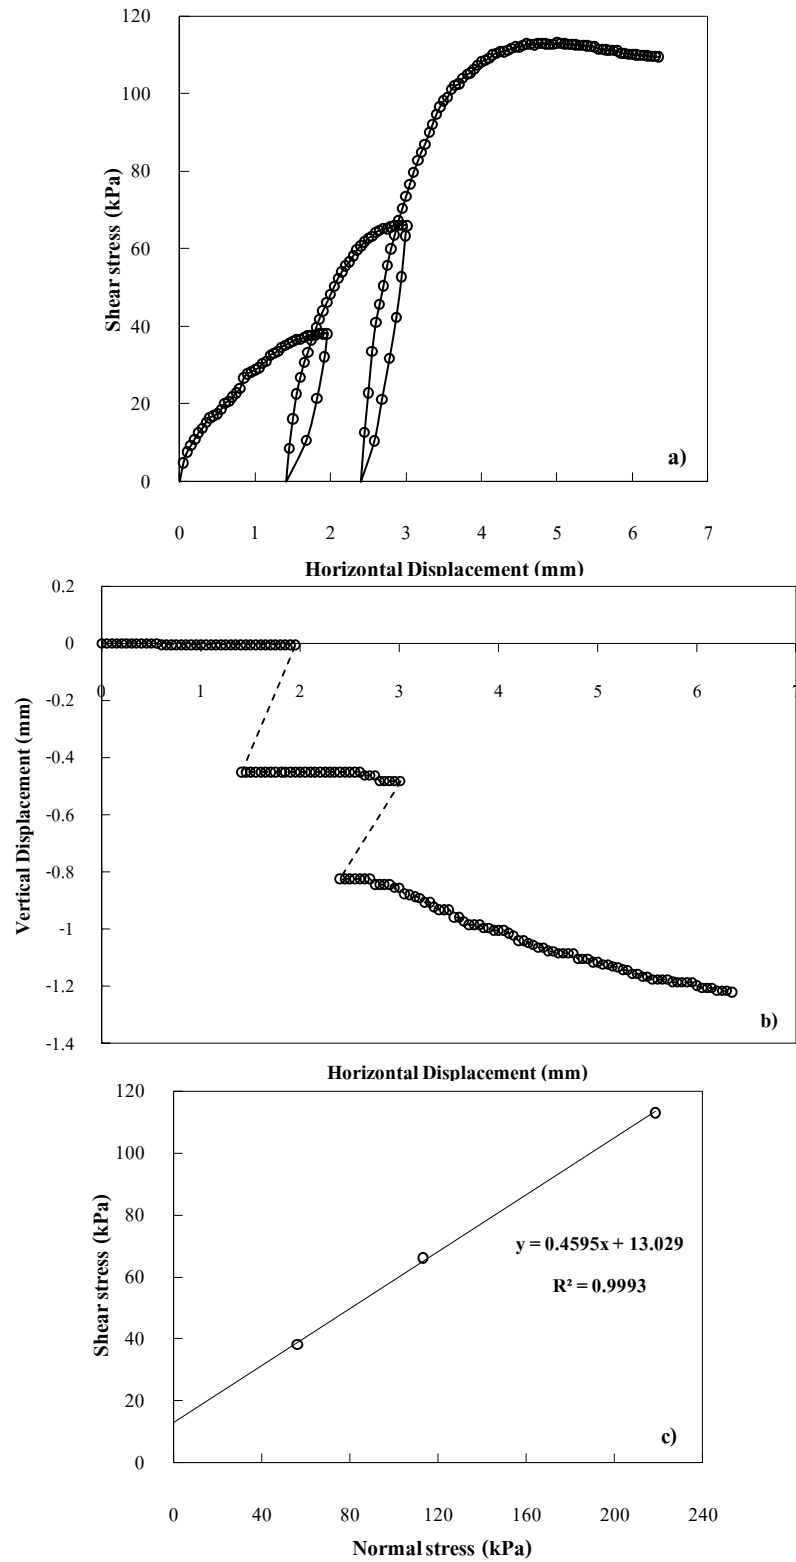 120
100
80
60
40
20
0
Shear stress (kPa)
a)
0 1 2 3 4 5 6 7
Horizontal Displacement (mm)
0.2
0
-0.2
-0.4
-0.6
-0.8
-1
-1.2
-1.4
0 1 2 3 4 5 6 7
Vertical Displacement (mm)
b)
Horizontal Displacement (mm)
120
100
80
60
40
20
0
Shear stress (kPa)
y = 0.4595x + 13.029
R² = 0.9993
c)
0 40 80 120 160 200 240
Normal stress (kPa)